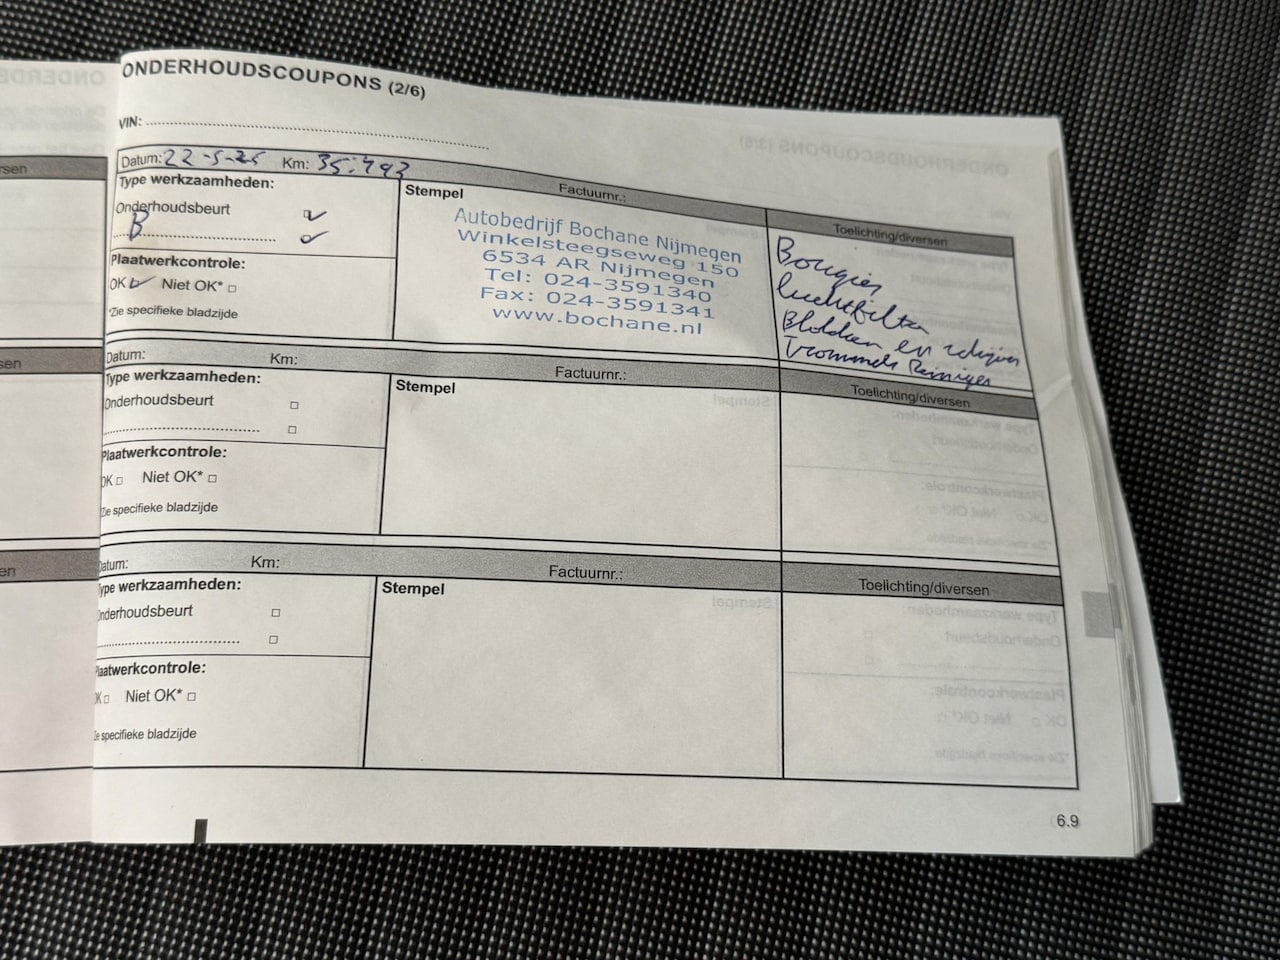 ONDERHOUDSCOUPONS (2/6)
VIN:
Datum: 22-5-25 Km: 35.793 Factuurnr.:
Type werkzaamheden:
Onderhoudsbeurt
B
Plaatwerkcontrole:
OK Niet OK*
*Zie specifieke bladzijde
Stempel
Autobedrijf Bochane Nijmegen
Winkelsteegseweg 150
6534 AR Nijmegen
Tel: 024-3591340
Fax: 024-3591341
www.bochane.nl
Toelichting/diversen
Bougies
luchtfilter
Blokken en schijven
Trommels Reinigen
Datum: Km: Factuurnr.:
Type werkzaamheden:
Onderhoudsbeurt
Plaatwerkcontrole:
OK Niet OK*
Zie specifieke bladzijde
Stempel
Toelichting/diversen
Datum: Km: Factuurnr.:
Type werkzaamheden:
Onderhoudsbeurt
Plaatwerkcontrole:
OK Niet OK*
Zie specifieke bladzijde
Stempel
Toelichting/diversen
6.9